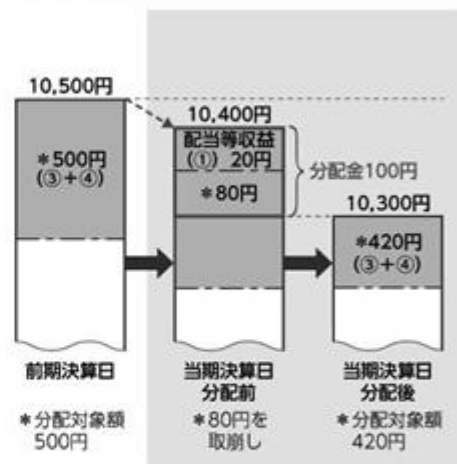 10,500円
＊500円
(③＋④)
10,400円
配当等収益
(①) 20円
＊80円
分配金100円
10,300円
＊420円
(③＋④)
前期決算日
＊分配対象額
500円
当期決算日
分配前
＊80円を
取崩し
当期決算日
分配後
＊分配対象額
420円